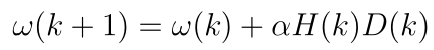 ω(k + 1) = ω(k) + αH(k)D(k)